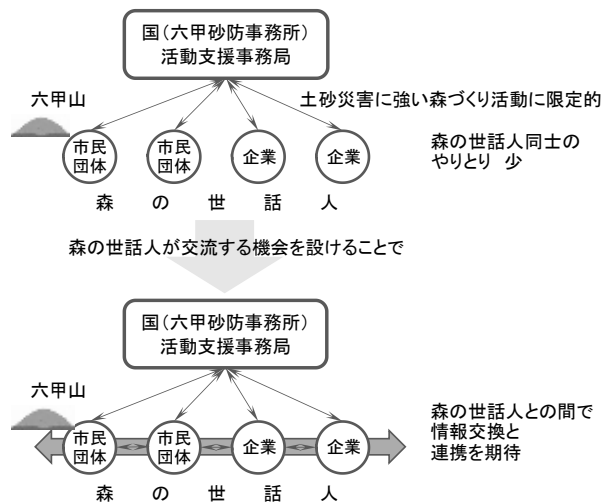 国（六甲砂防事務所）
活動支援事務局
六甲山
土砂災害に強い森づくり活動に限定的
市民
団体
市民
団体
企業
企業
森の世話人同士の
やりとり 少
森の世話人
森の世話人が交流する機会を設けることで
国（六甲砂防事務所）
活動支援事務局
六甲山
市民
団体
市民
団体
企業
企業
森の世話人との間で
情報交換と
連携を期待
森の世話人